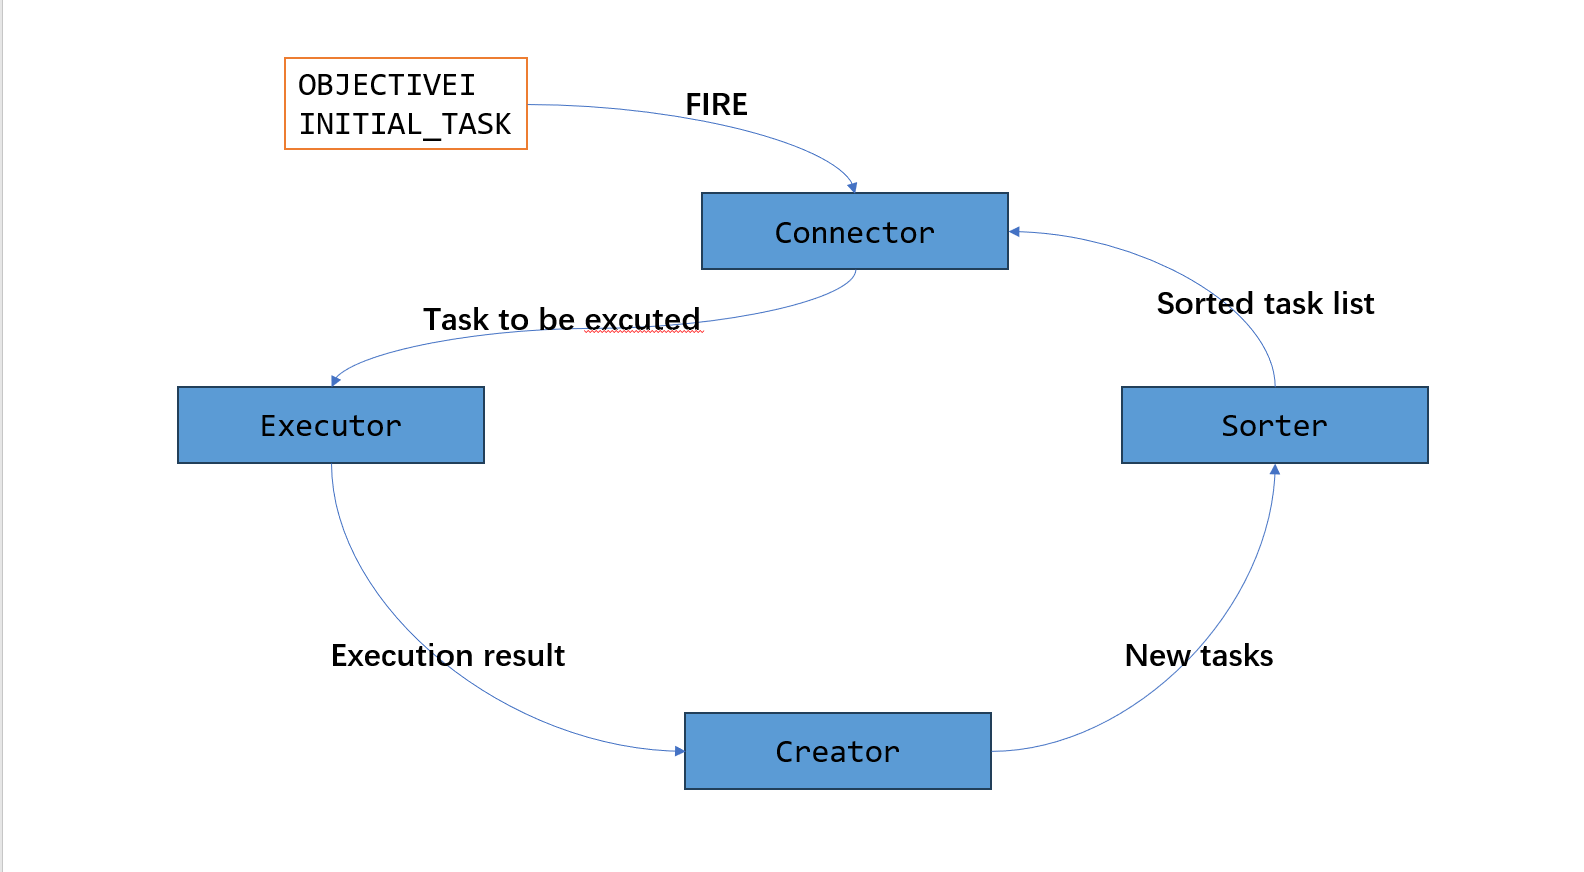 OBJECTIVEI
INITIAL_TASK
FIRE
Connector
Task to be excuted
Sorted task list
Executor
Sorter
Execution result
New tasks
Creator